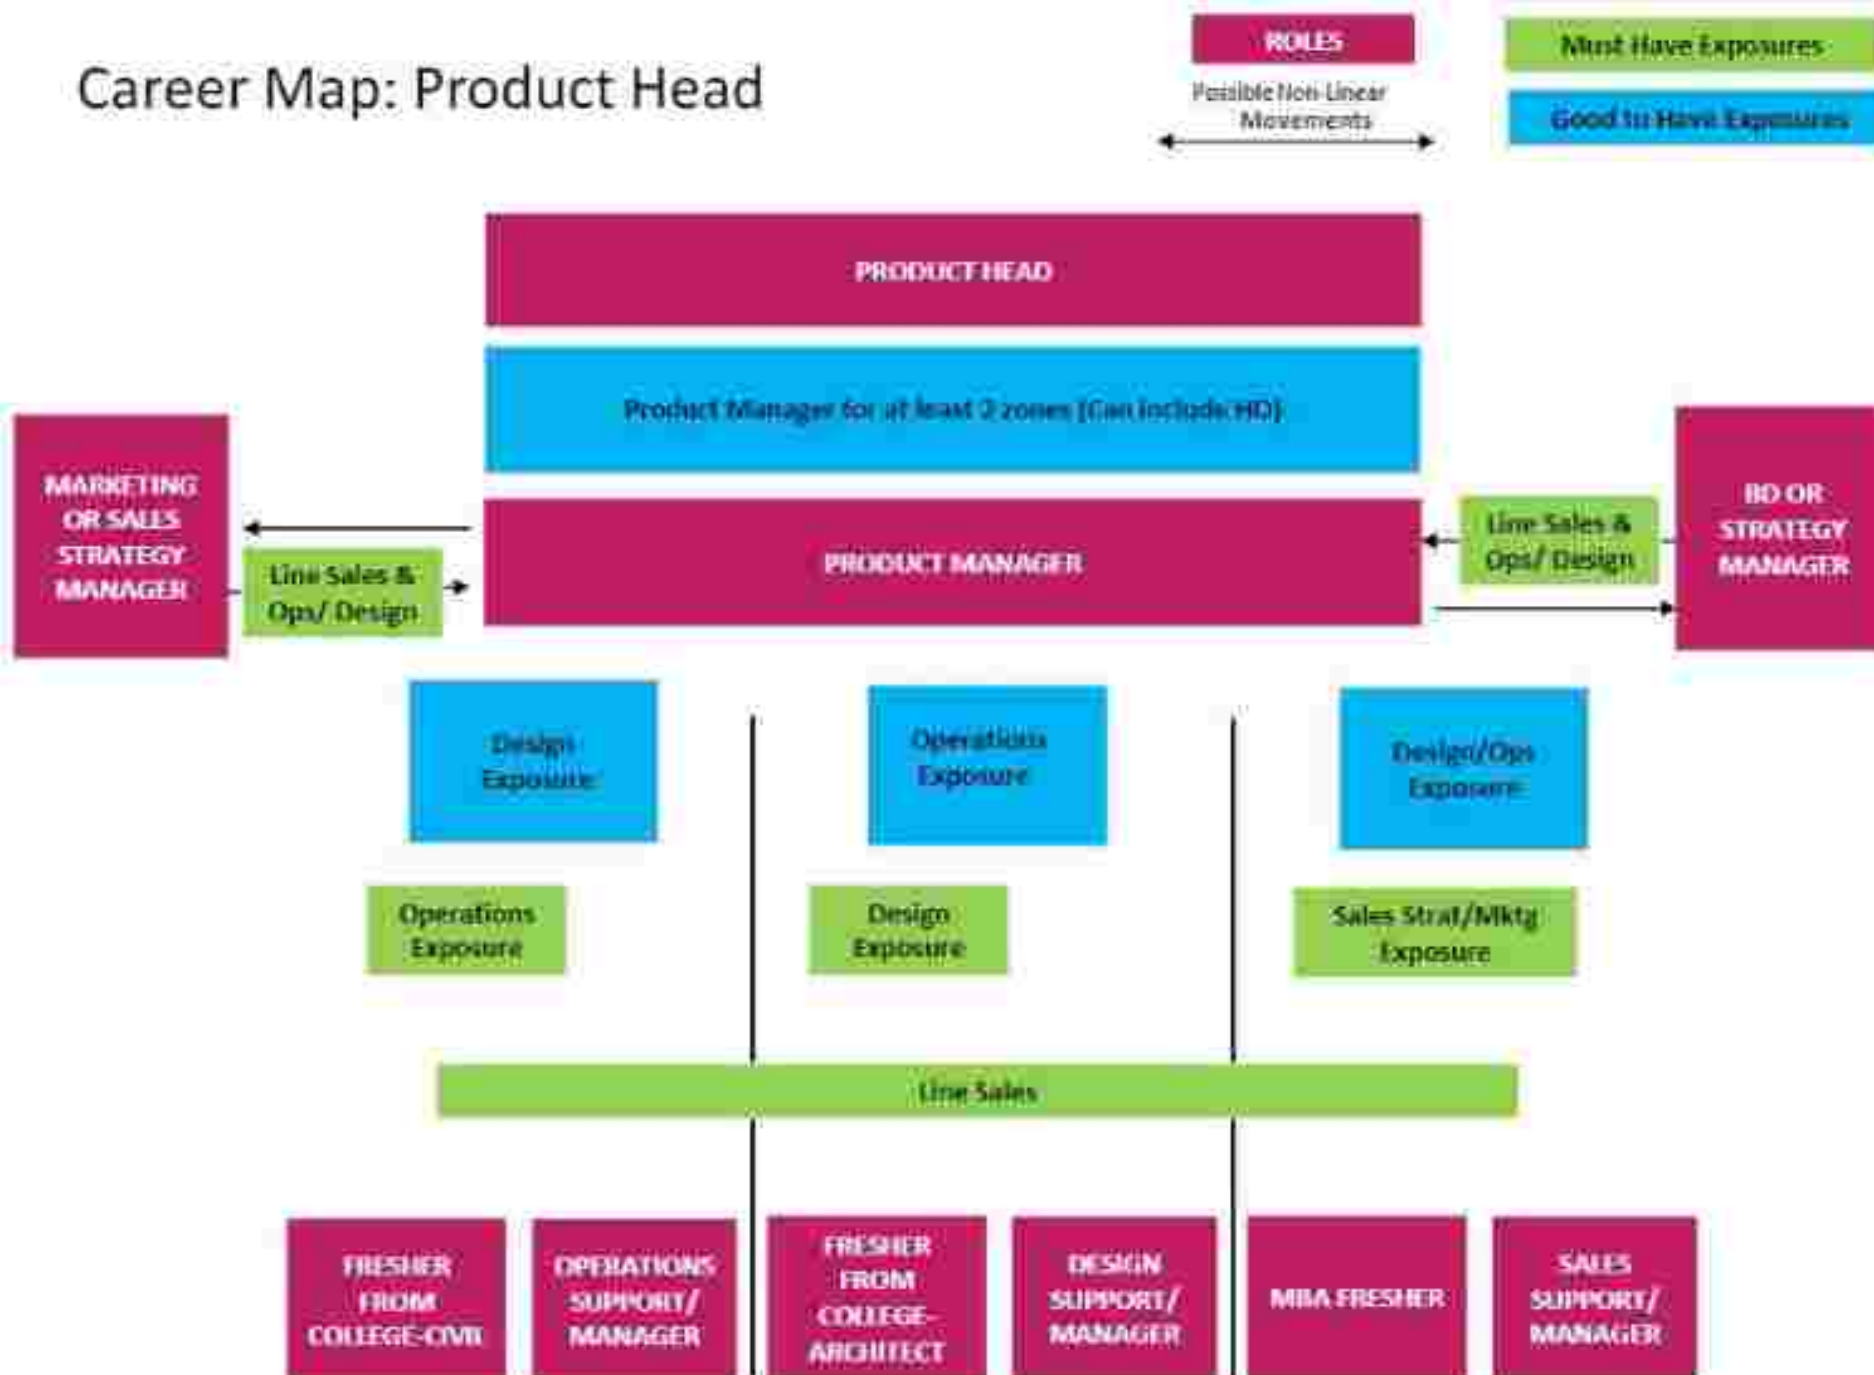 Career Map: Product Head
ROLES
Possible Non-Linear
Movements
Must Have Exposures
Good to Have Exposures
PRODUCT HEAD
Product Manager for at least 2 zones (Can include HO)
MARKETING
OR SALES
STRATEGY
MANAGER
Line Sales &
Ops/ Design
PRODUCT MANAGER
Line Sales &
Ops/ Design
BD OR
STRATEGY
MANAGER
Design
Exposure
Operations
Exposure
Design/Ops
Exposure
Operations
Exposure
Design
Exposure
Sales Strat/Mktg
Exposure
Line Sales
FRESHER
FROM
COLLEGE-CIVIL
OPERATIONS
SUPPORT/
MANAGER
FRESHER
FROM
COLLEGE-
ARCHITECT
DESIGN
SUPPORT/
MANAGER
MBA FRESHER
SALES
SUPPORT/
MANAGER